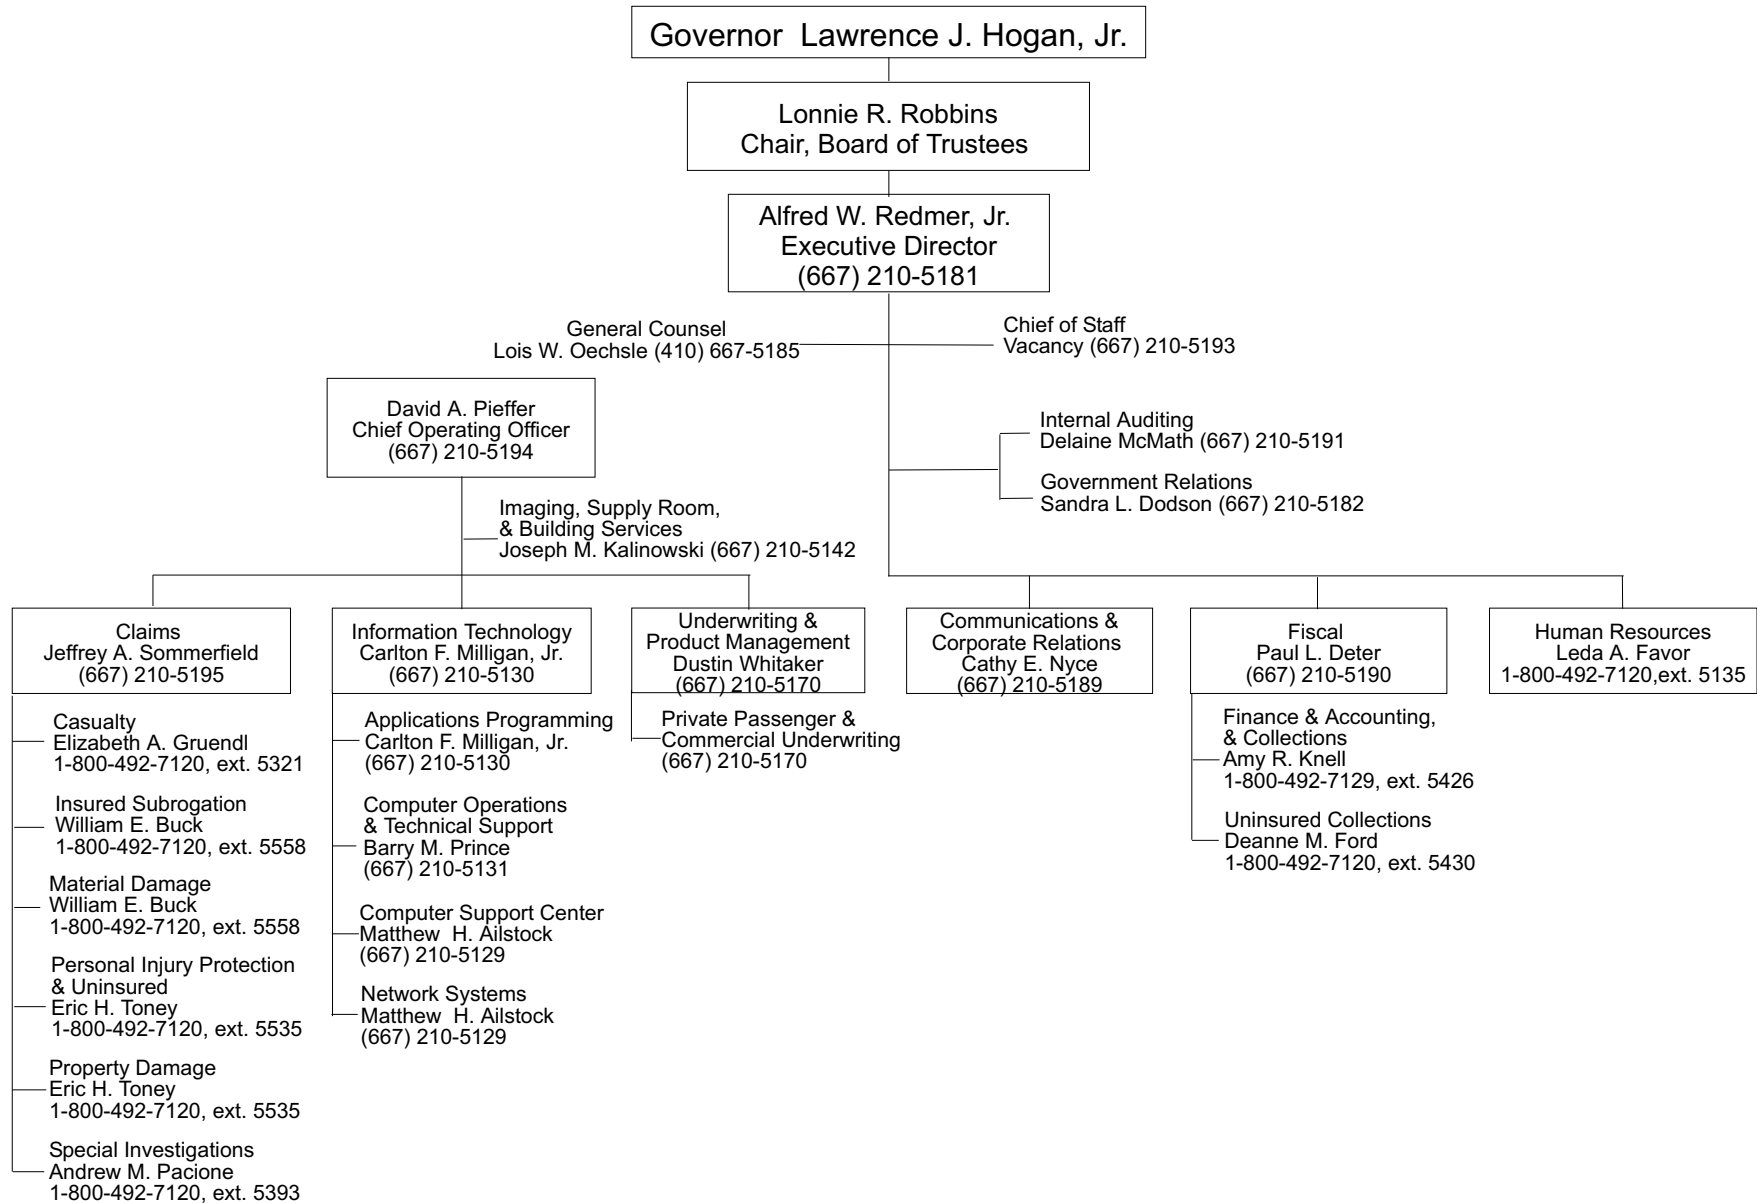 Governor Lawrence J. Hogan, Jr.
Lonnie R. Robbins
Chair, Board of Trustees
Alfred W. Redmer, Jr.
Executive Director
(667) 210-5181
General Counsel
Lois W. Oechsle (410) 667-5185
Chief of Staff
Vacancy (667) 210-5193
David A. Pieffer
Chief Operating Officer
(667) 210-5194
Internal Auditing
Delaine McMath (667) 210-5191
Government Relations
Sandra L. Dodson (667) 210-5182
Imaging, Supply Room,
& Building Services
Joseph M. Kalinowski (667) 210-5142
Claims
Jeffrey A. Sommerfield
(667) 210-5195
Casualty
Elizabeth A. Gruendl
1-800-492-7120, ext. 5321
Insured Subrogation
William E. Buck
1-800-492-7120, ext. 5558
Material Damage
William E. Buck
1-800-492-7120, ext. 5558
Personal Injury Protection
& Uninsured
Eric H. Toney
1-800-492-7120, ext. 5535
Property Damage
Eric H. Toney
1-800-492-7120, ext. 5535
Special Investigations
Andrew M. Pacione
1-800-492-7120, ext. 5393
Information Technology
Carlton F. Milligan, Jr.
(667) 210-5130
Applications Programming
Carlton F. Milligan, Jr.
(667) 210-5130
Computer Operations
& Technical Support
Barry M. Prince
(667) 210-5131
Computer Support Center
Matthew H. Ailstock
(667) 210-5129
Network Systems
Matthew H. Ailstock
(667) 210-5129
Underwriting &
Product Management
Dustin Whitaker
(667) 210-5170
Private Passenger &
Commercial Underwriting
(667) 210-5170
Communications &
Corporate Relations
Cathy E. Nyce
(667) 210-5189
Fiscal
Paul L. Deter
(667) 210-5190
Finance & Accounting,
& Collections
Amy R. Knell
1-800-492-7129, ext. 5426
Uninsured Collections
Deanne M. Ford
1-800-492-7120, ext. 5430
Human Resources
Leda A. Favor
1-800-492-7120,ext. 5135